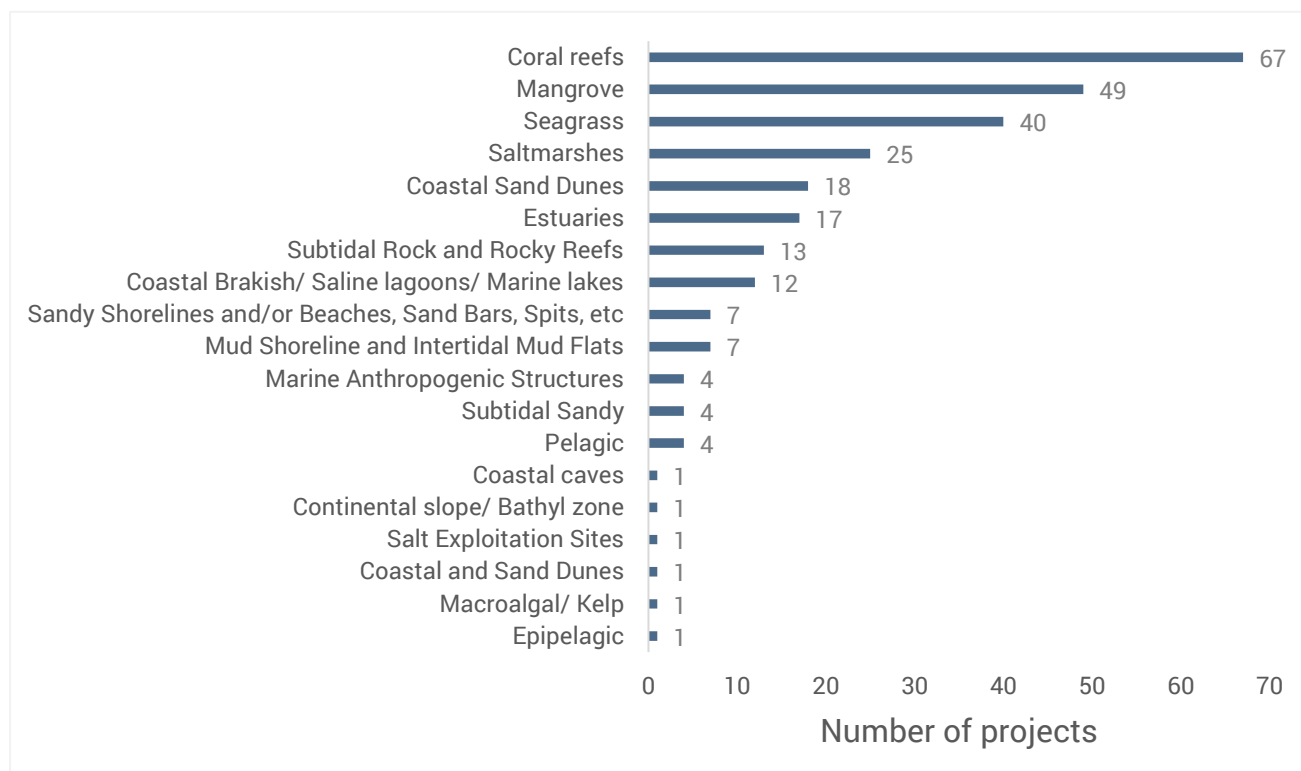 Coral reefs 67
Mangrove 49
Seagrass 40
Saltmarshes 25
Coastal Sand Dunes 18
Estuaries 17
Subtidal Rock and Rocky Reefs 13
Coastal Brakish/ Saline lagoons/ Marine lakes 12
Sandy Shorelines and/or Beaches, Sand Bars, Spits, etc 7
Mud Shoreline and Intertidal Mud Flats 7
Marine Anthropogenic Structures 4
Subtidal Sandy 4
Pelagic 4
Coastal caves 1
Continental slope/ Bathyl zone 1
Salt Exploitation Sites 1
Coastal and Sand Dunes 1
Macroalgal/ Kelp 1
Epipelagic 1
0 10 20 30 40 50 60 70
Number of projects